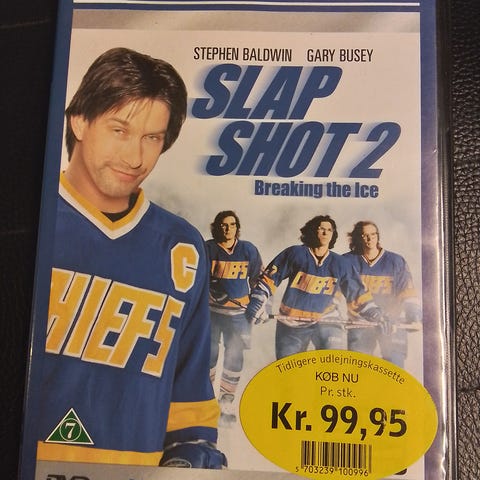 STEPHEN BALDWIN GARY BUSEY
SLAP
SHOT 2
Breaking the Ice
C
CHIEFS
CHIEFS
CHIEFS
CHIEFS
7
Tidligere udlejningskassette
KØB NU
Pr. stk.
Kr. 99,95
5 703239 100996